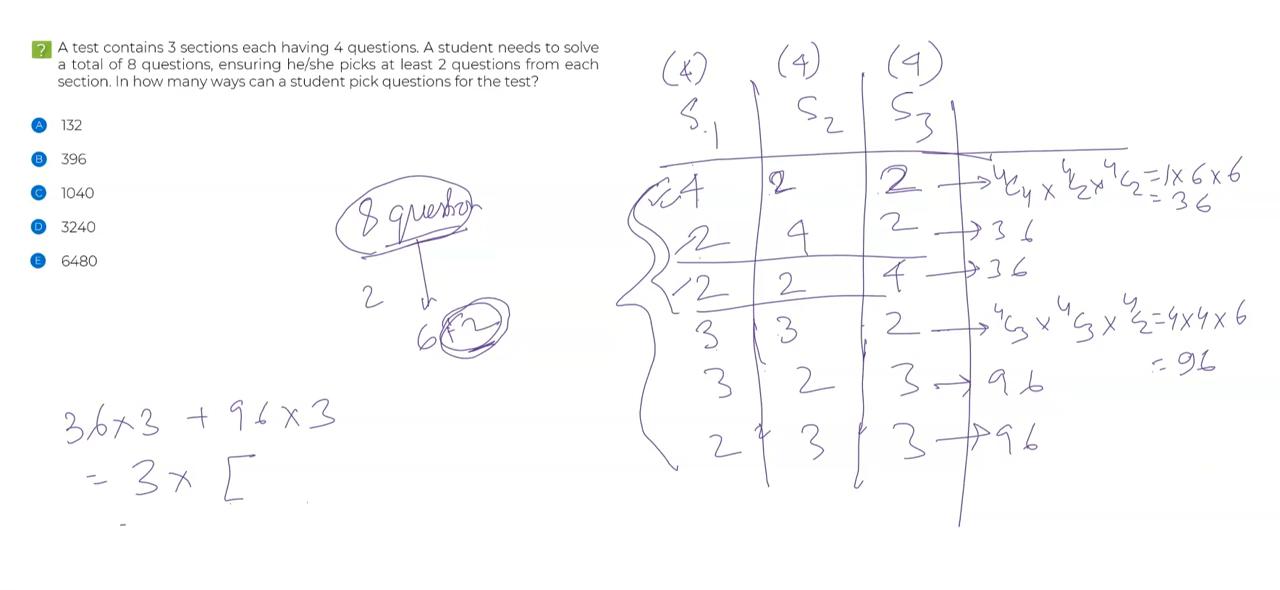 ? A test contains 3 sections each having 4 questions. A student needs to solve
a total of 8 questions, ensuring he/she picks at least 2 questions from each
section. In how many ways can a student pick questions for the test?
A 132
B 396
C 1040
D 3240
E 6480
8 question
2 6+2
36×3 + 96×3
= 3× [
(4) (4) (4)
S1 S2 S3
4 2 2 → ⁴C₄ × ⁴C₂ × ⁴C₂ = 1×6×6
= 36
2 4 2 → 36
2 2 4 → 36
3 3 2 → ⁴C₃ × ⁴C₃ × ⁴C₂ = 4×4×6
= 96
3 2 3 → 96
2 3 3 → 96